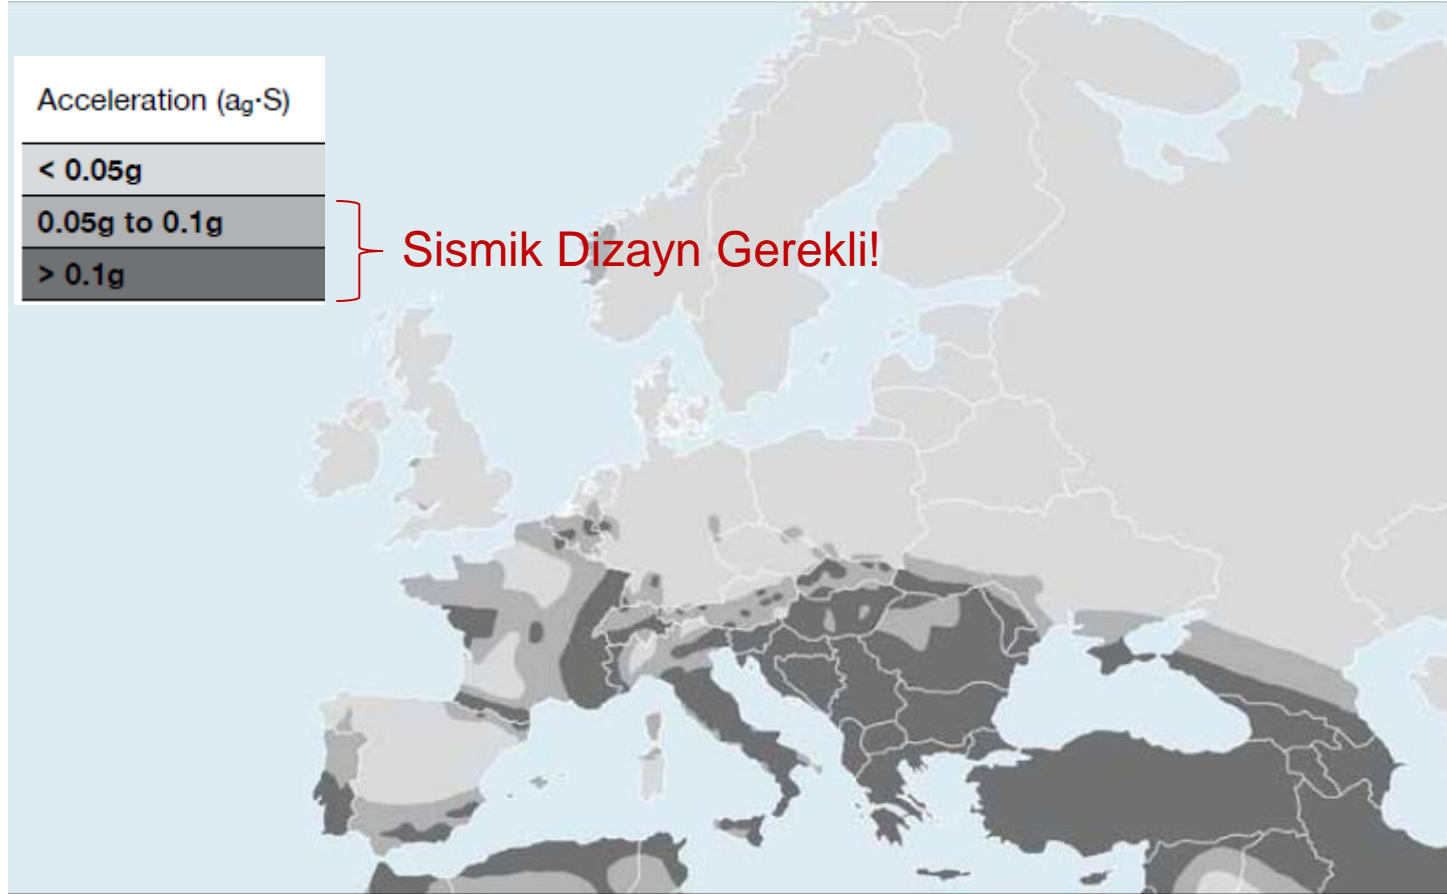 Acceleration (ag·S)
< 0.05g
0.05g to 0.1g
> 0.1g
Sismik Dizayn Gerekli!